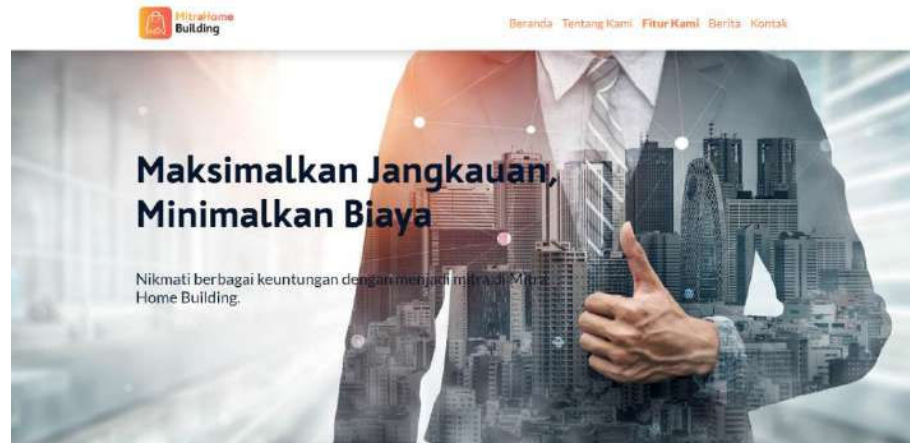 MitraHome
Building
Beranda Tentang Kami Fitur Kami Berita Kontak
Maksimalkan Jangkauan,
Minimalkan Biaya
Nikmati berbagai keuntungan dengan menjadi mitra di Mitra
Home Building.